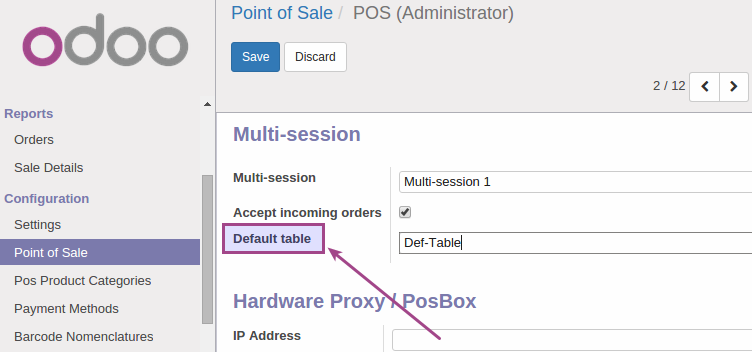 odoo
Point of Sale / POS (Administrator)
Save Discard
2 / 12
Reports
Orders
Sale Details
Configuration
Settings
Point of Sale
Pos Product Categories
Payment Methods
Barcode Nomenclatures
Multi-session
Multi-session Multi-session 1
Accept incoming orders
Default table Def-Table
Hardware Proxy / PosBox
IP Address